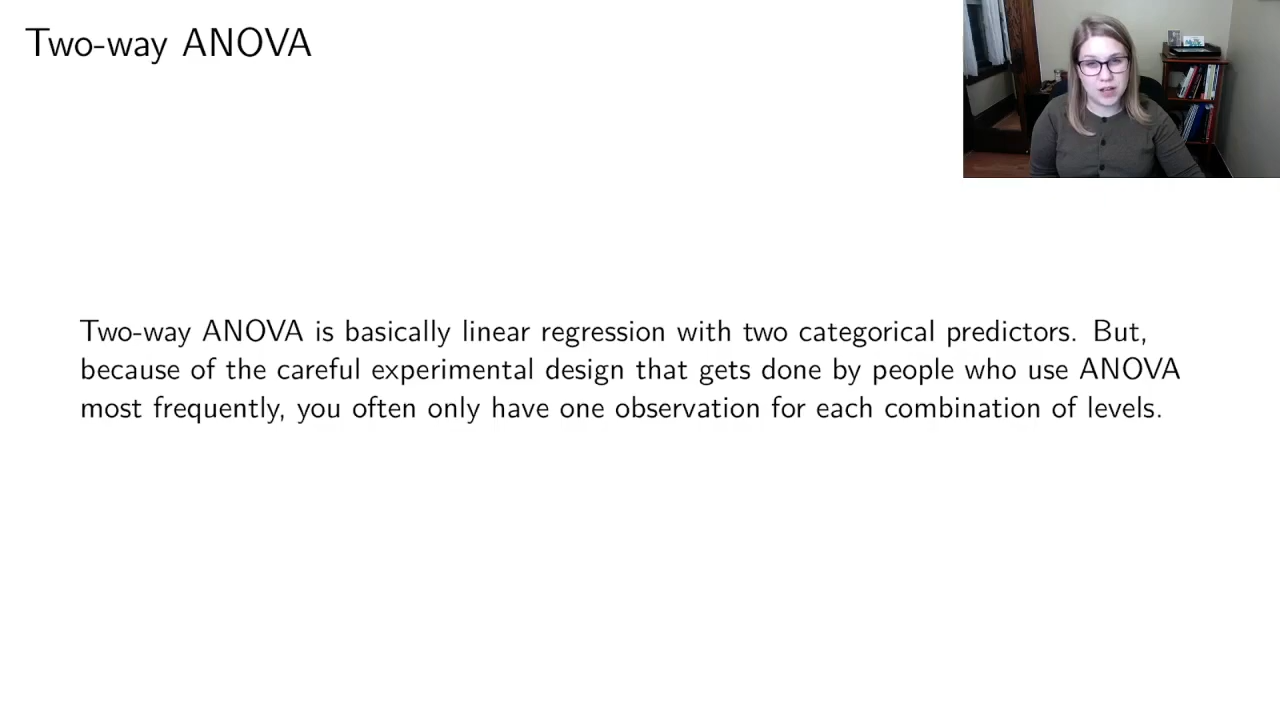 Two-way ANOVA
Two-way ANOVA is basically linear regression with two categorical predictors. But,
because of the careful experimental design that gets done by people who use ANOVA
most frequently, you often only have one observation for each combination of levels.